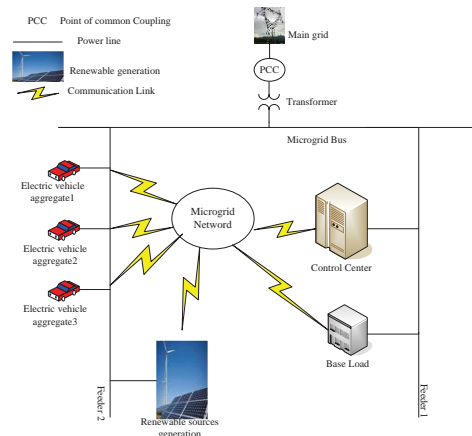 PCC Point of common Coupling
Power line
Renewable generation
Communication Link
Main grid
PCC
Transformer
Microgrid Bus
Electric vehicle
aggregate1
Electric vehicle
aggregate2
Electric vehicle
aggregate3
Microgrid
Network
Control Center
Base Load
Feeder 2
Renewable sources
generation
Feeder 1